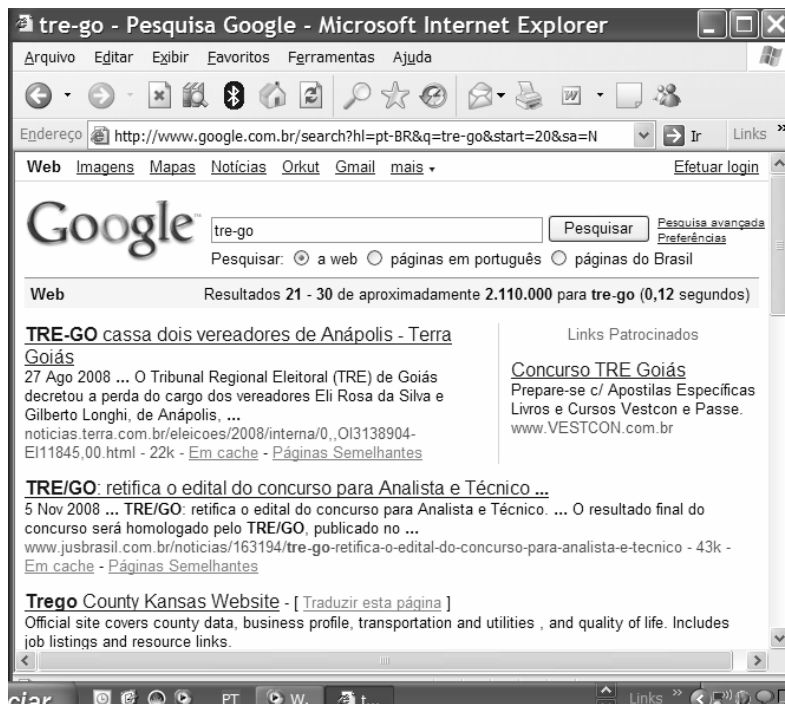 tre-go - Pesquisa Google - Microsoft Internet Explorer
Arquivo Editar Exibir Favoritos Ferramentas Ajuda
Endereço http://www.google.com.br/search?hl=pt-BR&q=tre-go&start=20&sa=N Ir Links »
Web Imagens Mapas Notícias Orkut Gmail mais Efetuar login
Google™ tre-go Pesquisar Pesquisa avançada
Preferências
Pesquisar: a web páginas em português páginas do Brasil
Web Resultados 21 - 30 de aproximadamente 2.110.000 para tre-go (0,12 segundos)
TRE-GO cassa dois vereadores de Anápolis - Terra
Goiás
27 Ago 2008 ... O Tribunal Regional Eleitoral (TRE) de Goiás
decretou a perda do cargo dos vereadores Eli Rosa da Silva e
Gilberto Longhi, de Anápolis, ...
noticias.terra.com.br/eleicoes/2008/interna/0,,OI3138904-
EI11845,00.html - 22k - Em cache - Páginas Semelhantes
Links Patrocinados
Concurso TRE Goiás
Prepare-se c/ Apostilas Específicas
Livros e Cursos Vestcon e Passe.
www.VESTCON.com.br
TRE/GO: retifica o edital do concurso para Analista e Técnico ...
5 Nov 2008 ... TRE/GO: retifica o edital do concurso para Analista e Técnico. ... O resultado final do
concurso será homologado pelo TRE/GO, publicado no ...
www.jusbrasil.com.br/noticias/163194/tre-go-retifica-o-edital-do-concurso-para-analista-e-tecnico - 43k -
Em cache - Páginas Semelhantes
Trego County Kansas Website - [ Traduzir esta página ]
Official site covers county data, business profile, transportation and utilities , and quality of life. Includes
job listings and resource links.
ciar PT W. t... Links »